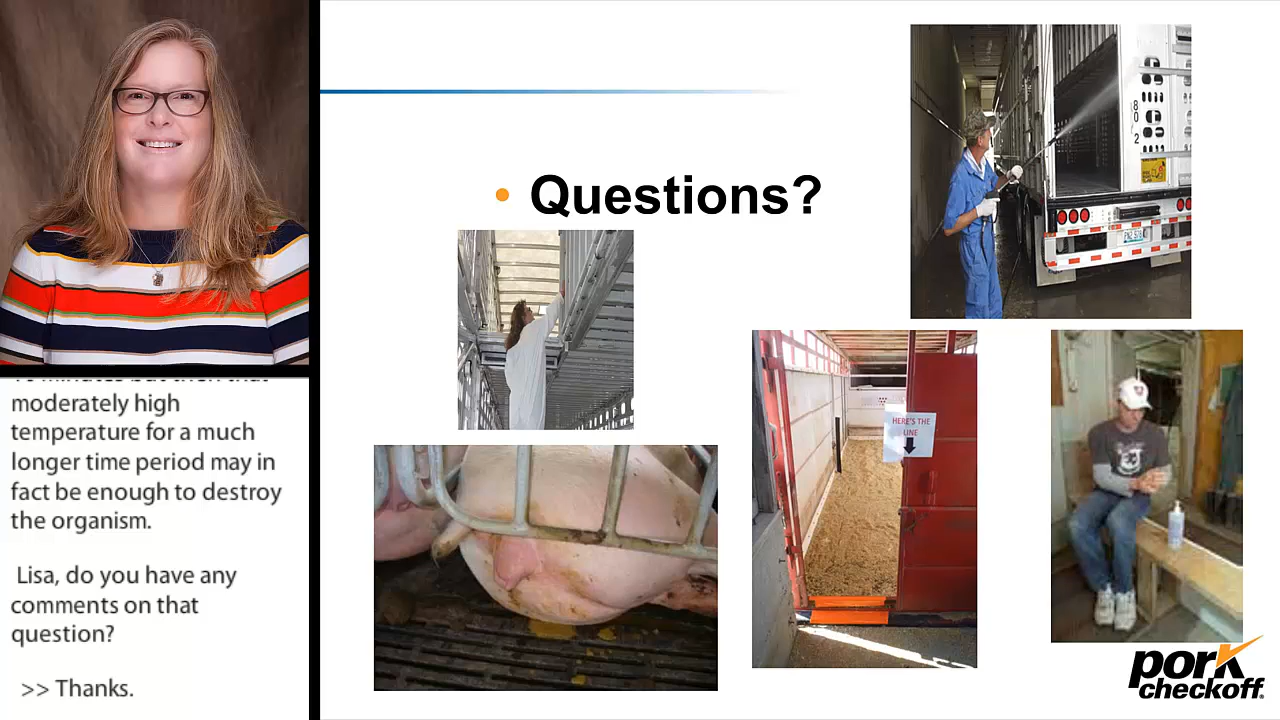 moderately high
temperature for a much
longer time period may in
fact be enough to destroy
the organism.
Lisa, do you have any
comments on that
question?
>> Thanks.
• Questions?
802
HERE'S THE
LINE
pork
checkoff